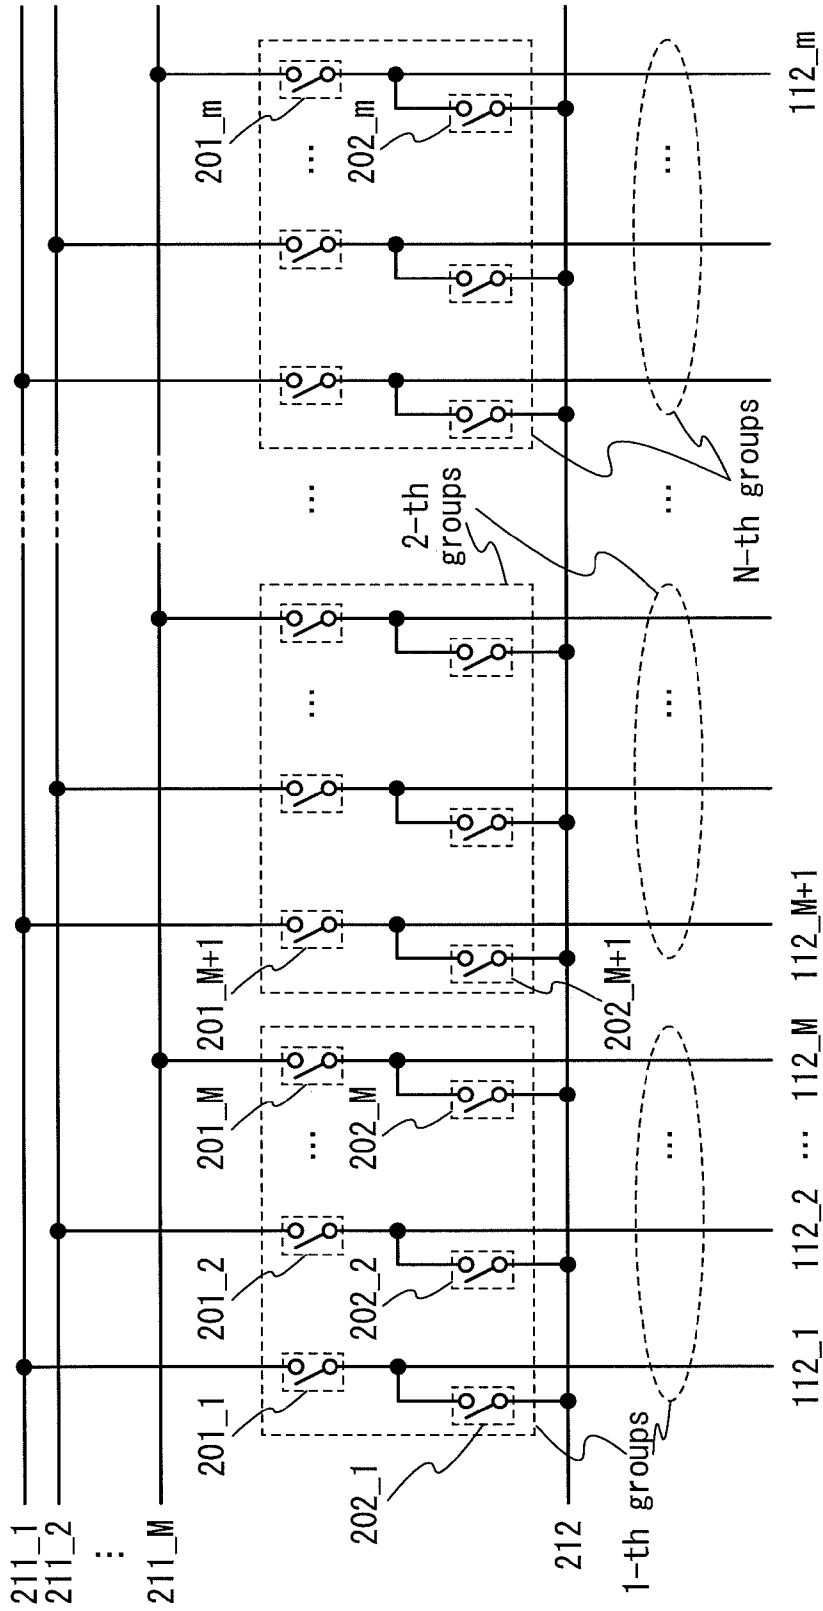 211_1
211_2
⋮
211_M
201_1
201_2
201_M
201_M+1
201_m
...
...
...
...
202_1
202_2
202_M
202_m
2-th
groups
212
202_M+1
1-th groups
...
...
...
...
N-th groups
112_1
112_2
...
112_M
112_M+1
112_m